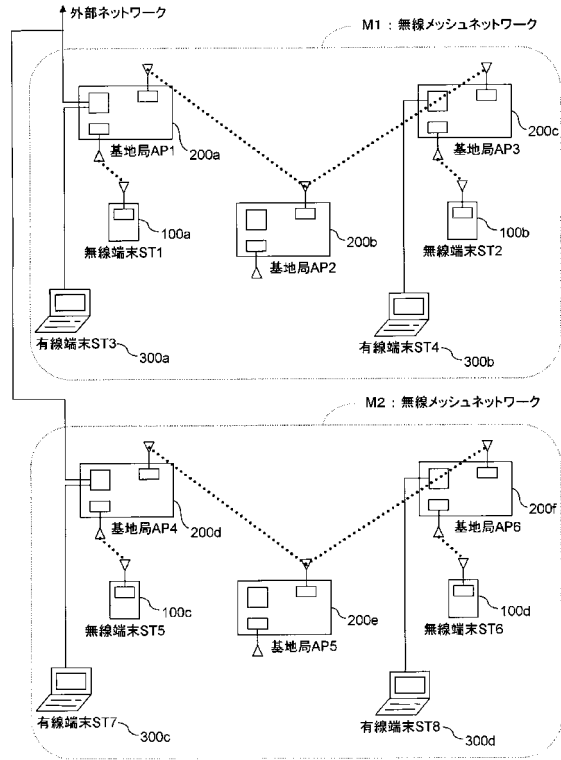 外部ネットワーク
M1：無線メッシュネットワーク
基地局AP1
200a
基地局AP3
200c
100a
無線端末ST1
基地局AP2
200b
100b
無線端末ST2
有線端末ST3
300a
有線端末ST4
300b
M2：無線メッシュネットワーク
基地局AP4
200d
基地局AP6
200f
100c
無線端末ST5
基地局AP5
200e
100d
無線端末ST6
有線端末ST7
300c
有線端末ST8
300d